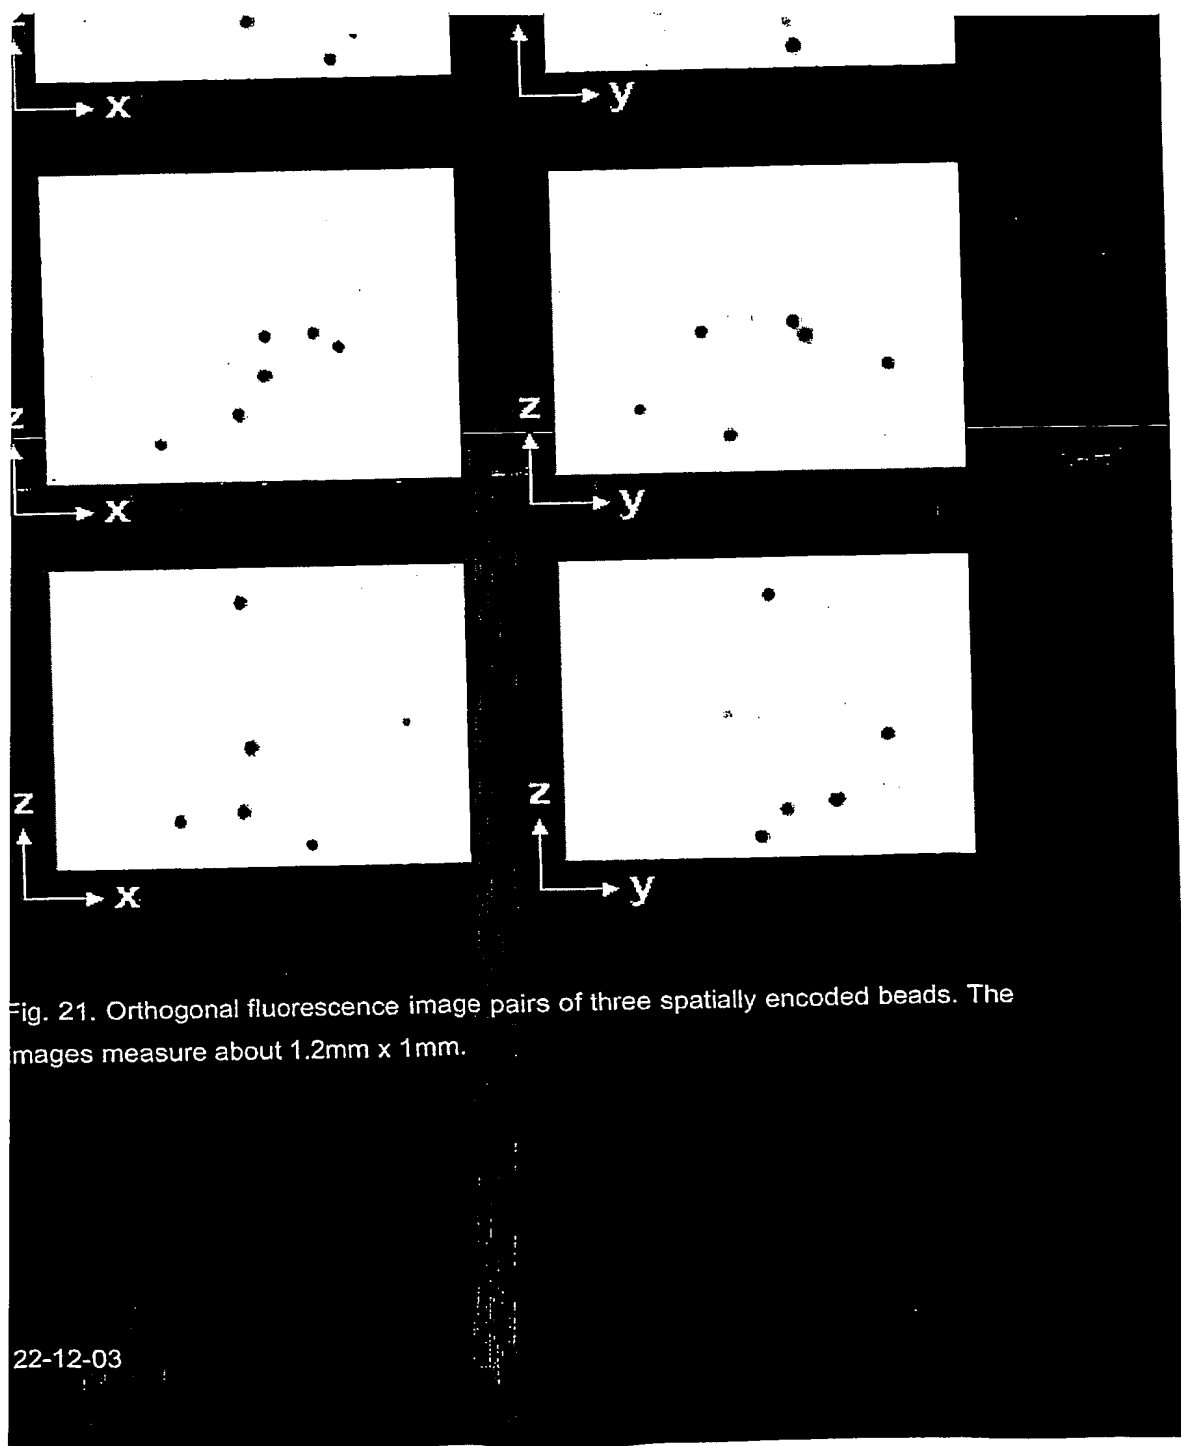 x y
z z
x y
z z
x y
Fig. 21. Orthogonal fluorescence image pairs of three spatially encoded beads. The
images measure about 1.2mm x 1mm.
22-12-03